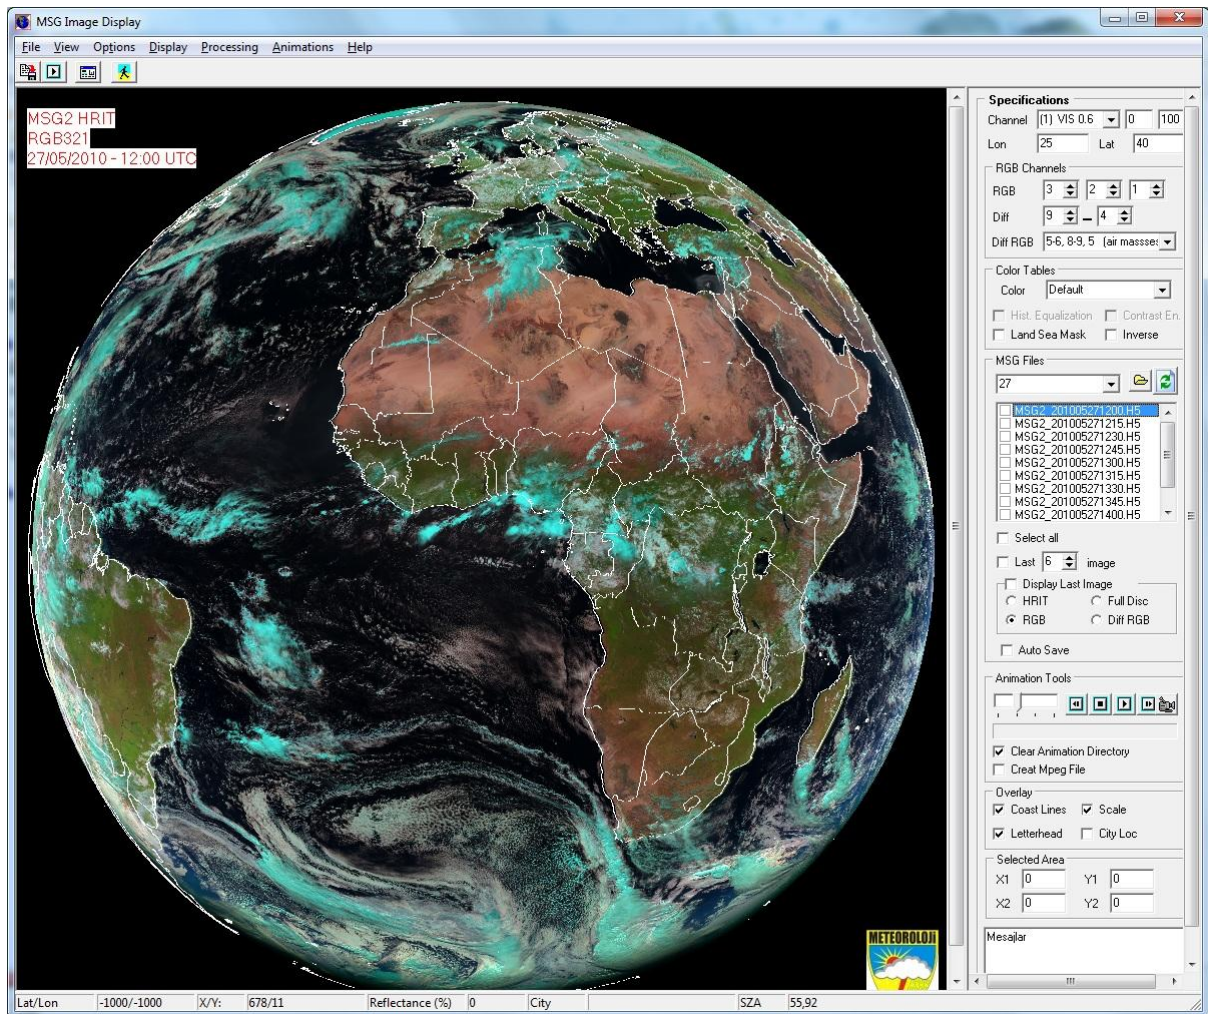 MSG Image Display
File View Options Display Processing Animations Help
MSG2 HRIT
RGB321
27/05/2010 - 12:00 UTC
METEOROLOJİ
Specifications
Channel (1) VIS 0.6 0 100
Lon 25 Lat 40
RGB Channels
RGB 3 2 1
Diff 9 - 4
Diff RGB 5-6, 8-9, 5 (air massses
Color Tables
Color Default
Hist. Equalization Contrast En.
Land Sea Mask Inverse
MSG Files
27
MSG2_201005271200.H5
MSG2_201005271215.H5
MSG2_201005271230.H5
MSG2_201005271245.H5
MSG2_201005271300.H5
MSG2_201005271315.H5
MSG2_201005271330.H5
MSG2_201005271345.H5
MSG2_201005271400.H5
Select all
Last 6 image
Display Last Image
HRIT Full Disc
RGB Diff RGB
Auto Save
Animation Tools
Clear Animation Directory
Creat Mpeg File
Overlay
Coast Lines Scale
Letterhead City Loc
Selected Area
X1 0 Y1 0
X2 0 Y2 0
Mesajlar
Lat/Lon -1000/-1000 X/Y: 678/11 Reflectance (%) 0 City SZA 55,92